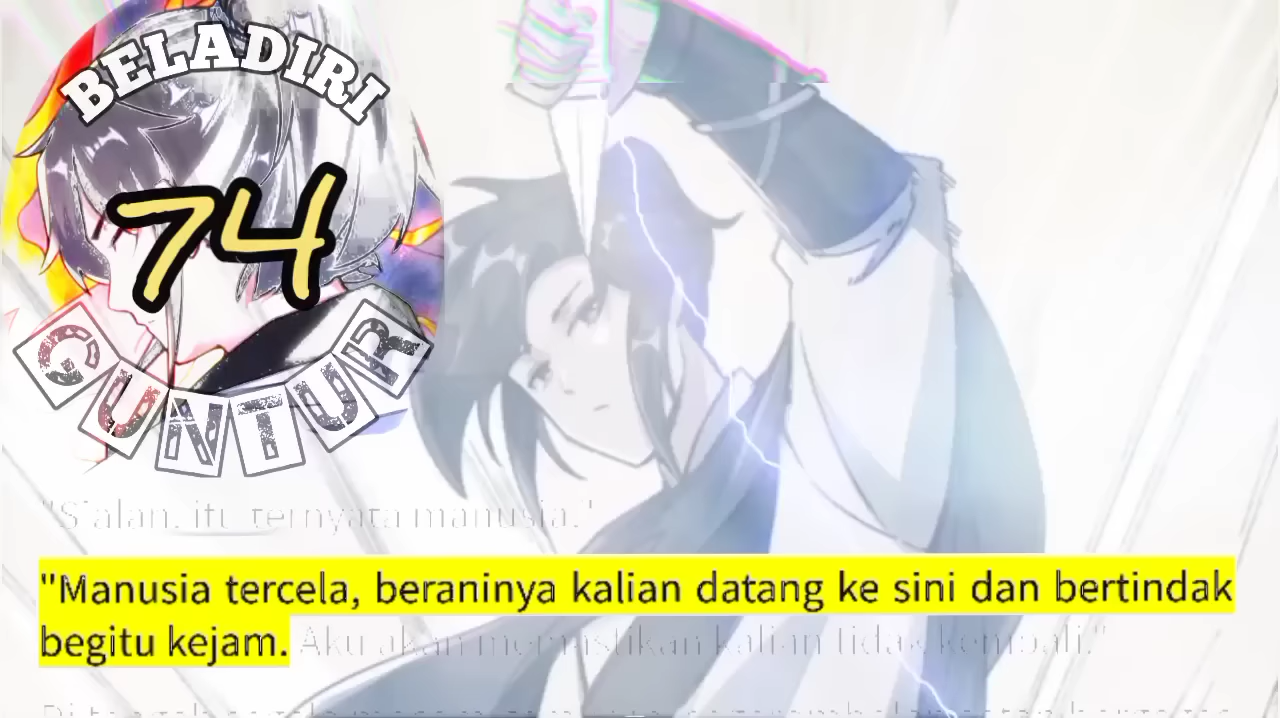 BELADIRI
74
GUNTUR
"Sialan, itu ternyata manusia."
"Manusia tercela, beraninya kalian datang ke sini dan bertindak
begitu kejam. Aku akan memastikan kalian tidak kembali."